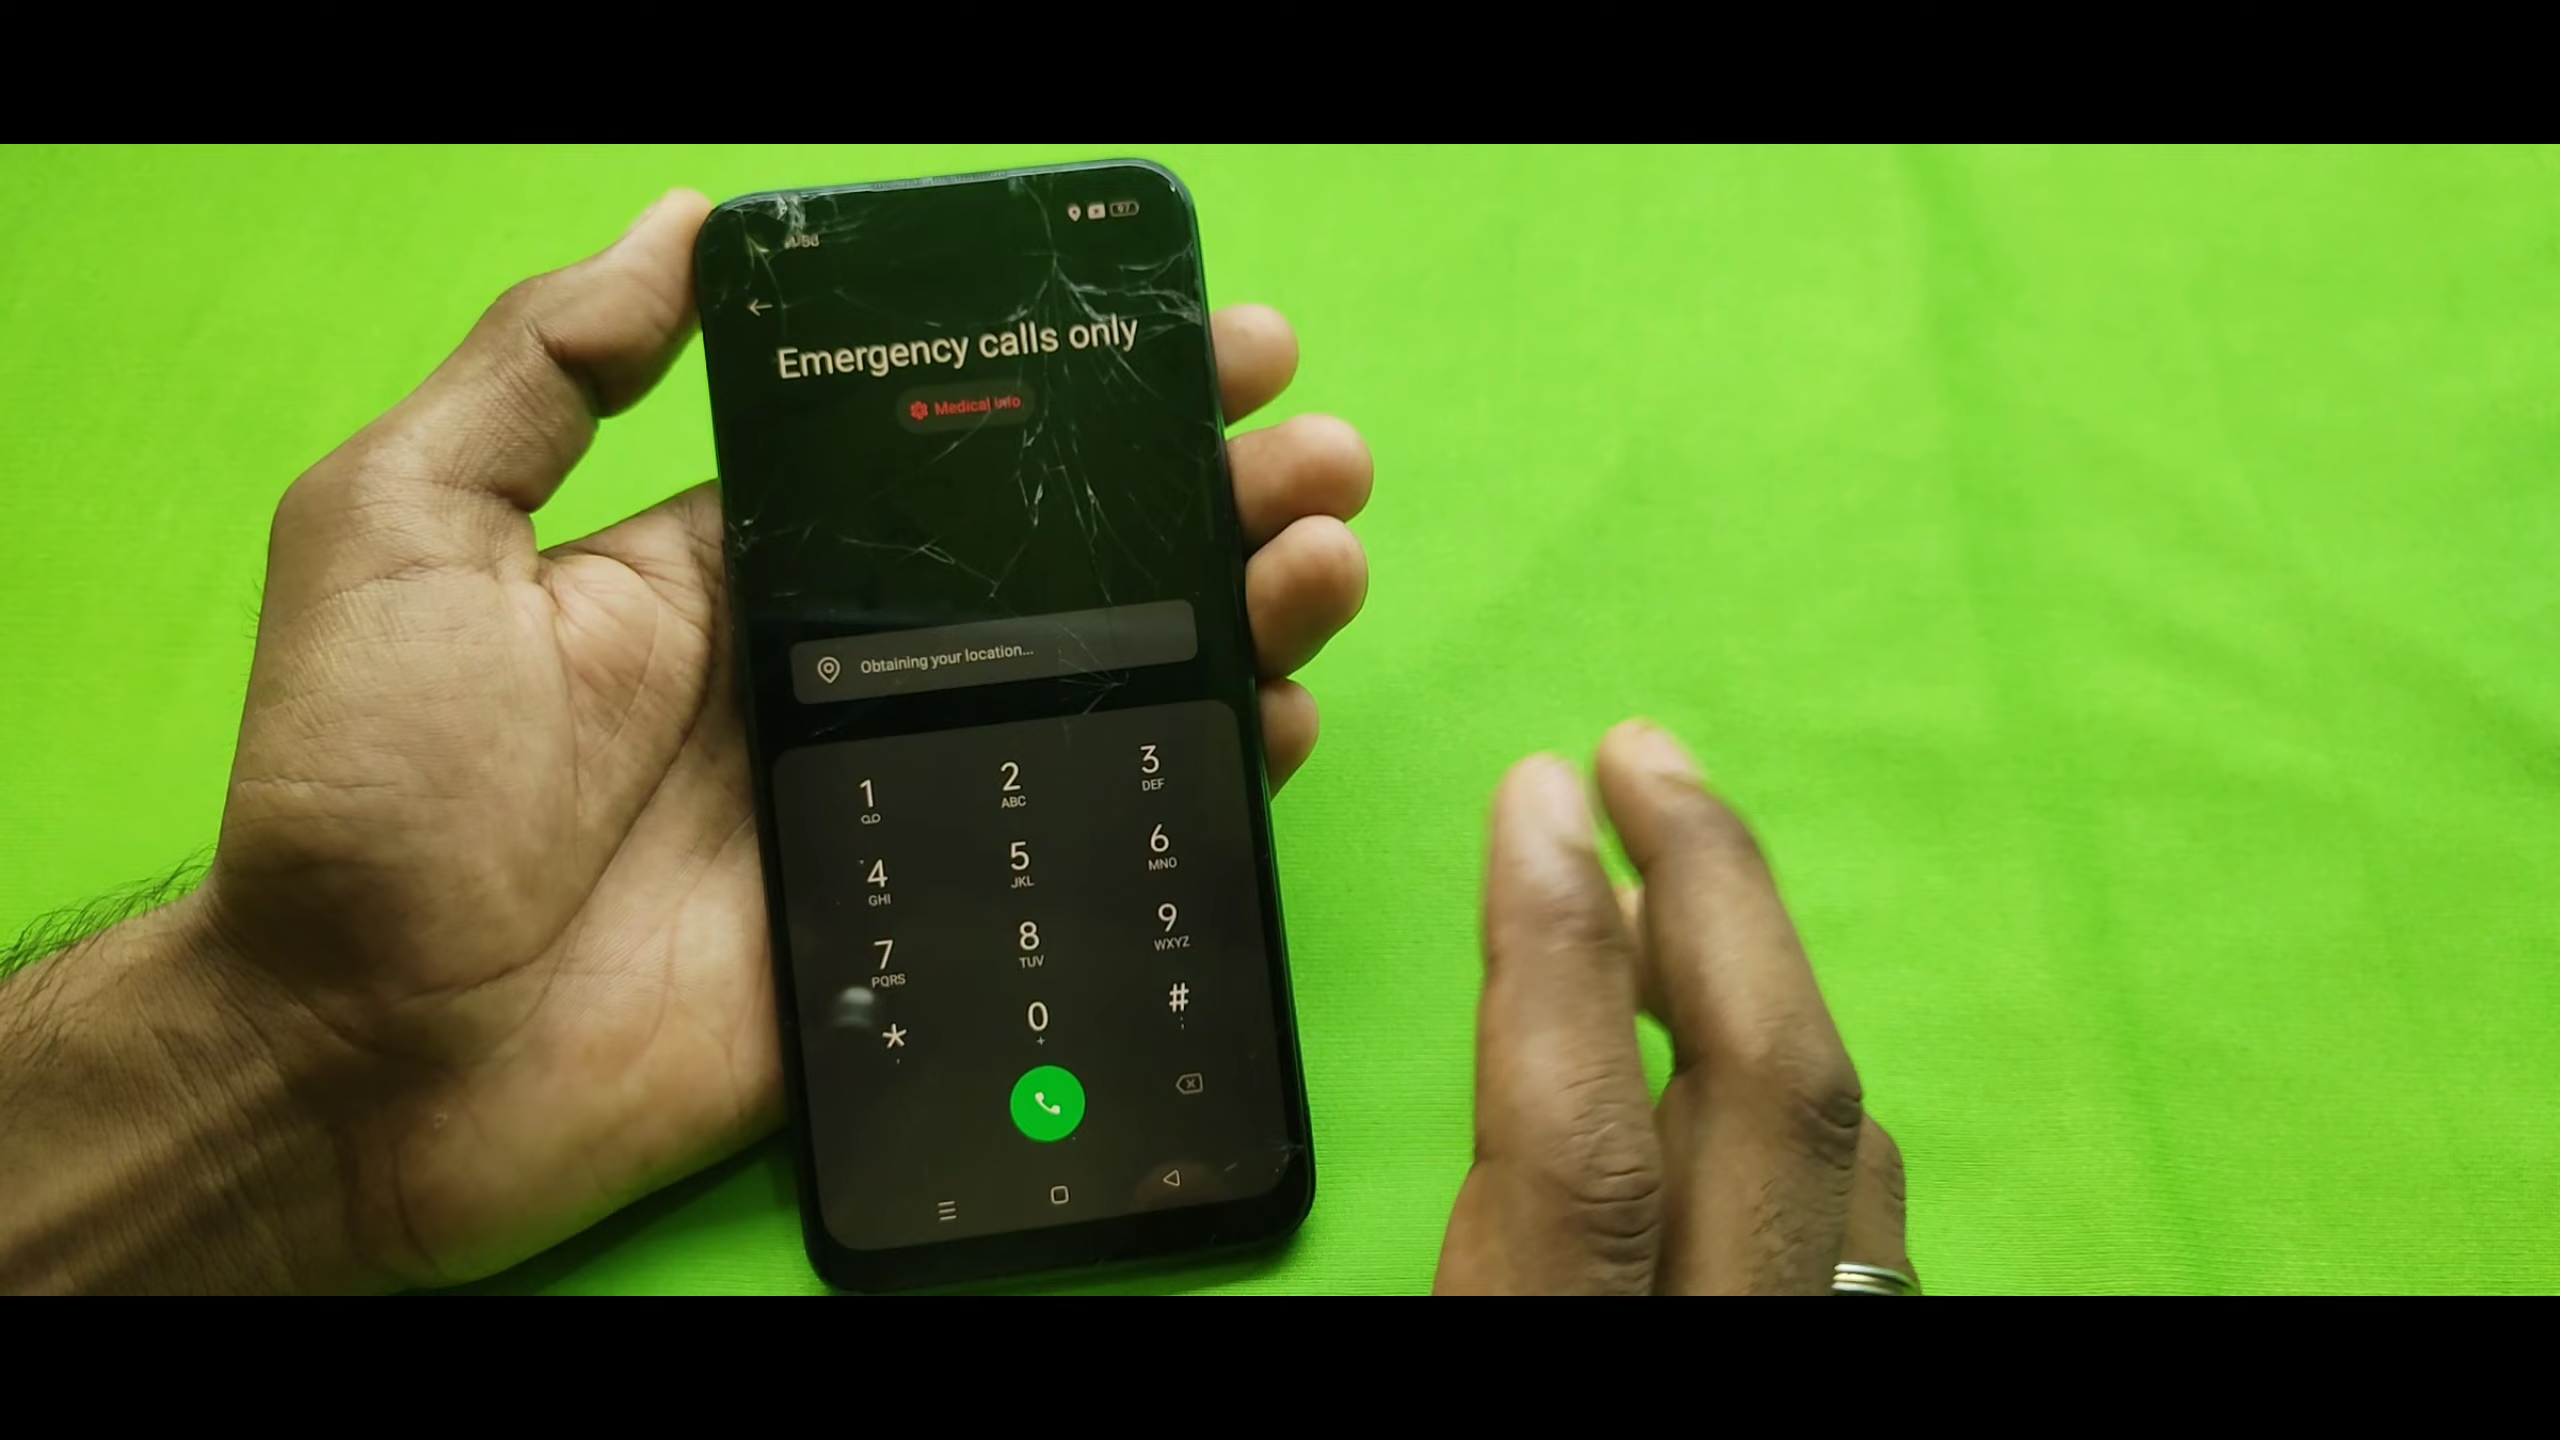 97
Emergency calls only
Medical info
Obtaining your location...
1
2 ABC
3 DEF
4 GHI
5 JKL
6 MNO
7 PQRS
8 TUV
9 WXYZ
*
,
0
+
#
;